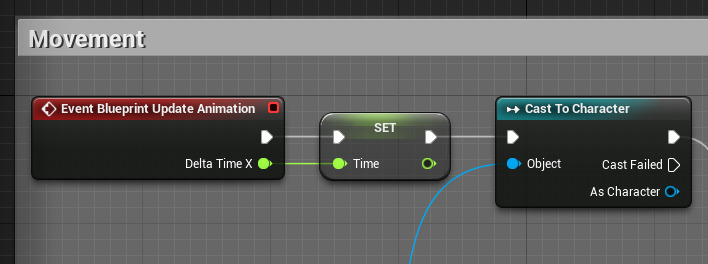 Movement
Event Blueprint Update Animation
Delta Time X
SET
Time
Cast To Character
Object
Cast Failed
As Character